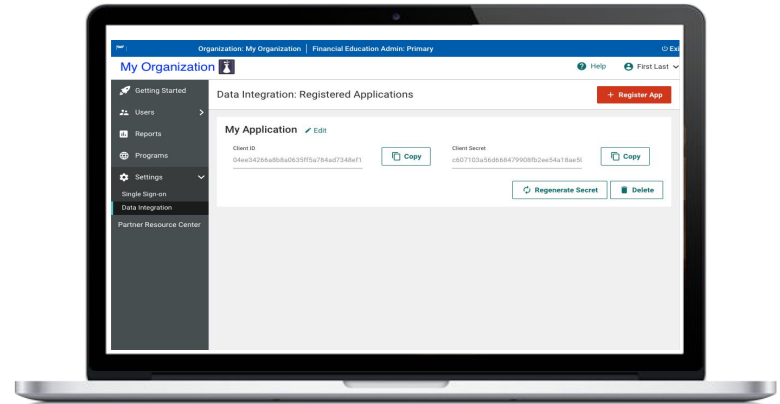 Organization: My Organization | Financial Education Admin: Primary
Exi
My Organization
Help
First Last
Getting Started
Users
Reports
Programs
Settings
Single Sign-on
Data Integration
Partner Resource Center
Data Integration: Registered Applications
+ Register App
My Application Edit
Client ID
04ee34266a8b8a0635ff5a784ad7348ef1
Copy
Client Secret
c607103a56d668479908fb2ee54a18ae5
Copy
Regenerate Secret
Delete